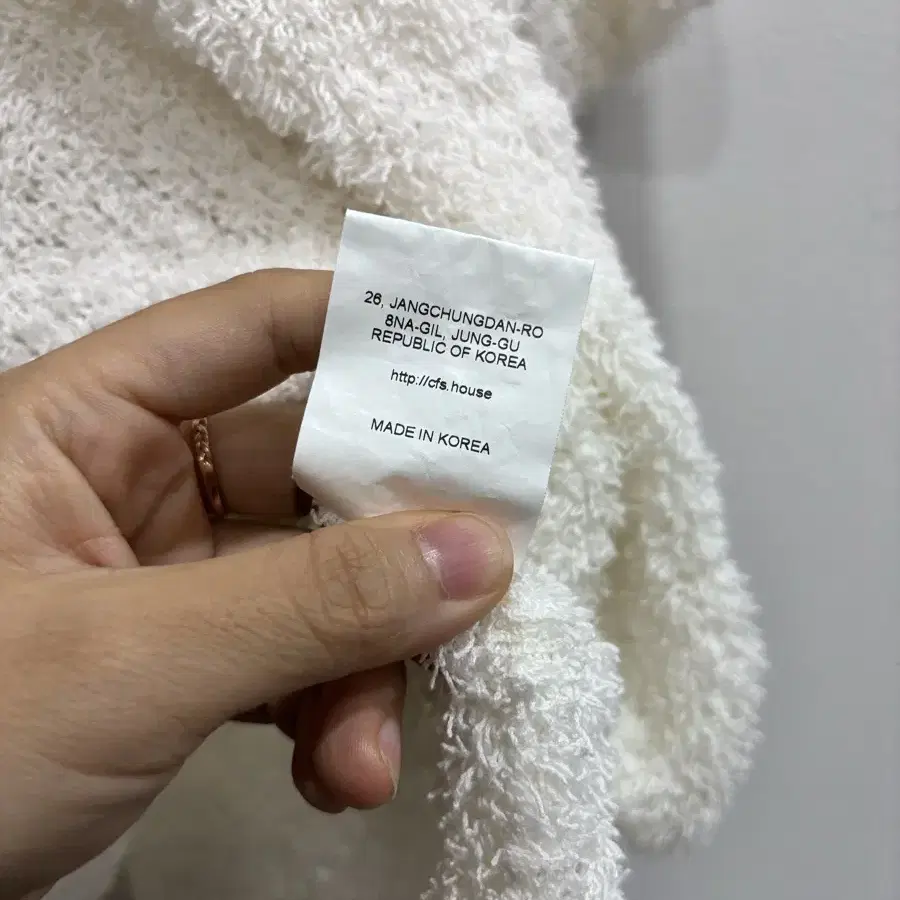 26, JANGCHUNGDAN-RO
8NA-GIL, JUNG-GU
REPUBLIC OF KOREA
http://cfs.house
MADE IN KOREA